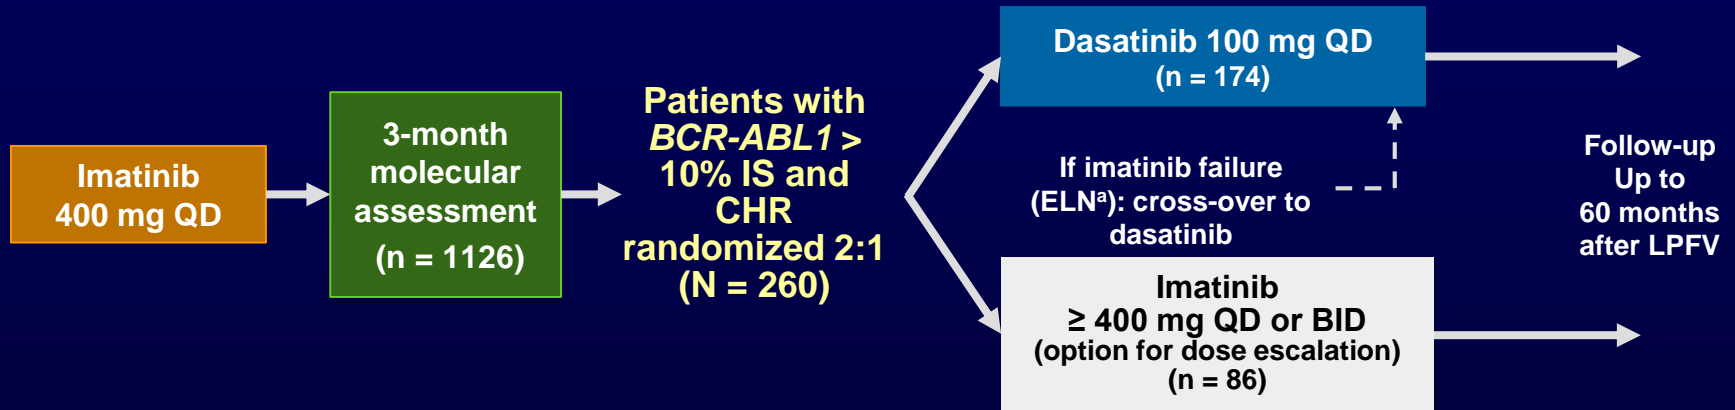 Imatinib
400 mg QD
3-month
molecular
assessment
(n = 1126)
Patients with
BCR-ABL1 >
10% IS and
CHR
randomized 2:1
(N = 260)
Dasatinib 100 mg QD
(n = 174)
If imatinib failure
(ELNᵃ): cross-over to
dasatinib
Imatinib
≥ 400 mg QD or BID
(option for dose escalation)
(n = 86)
Follow-up
Up to
60 months
after LPFV